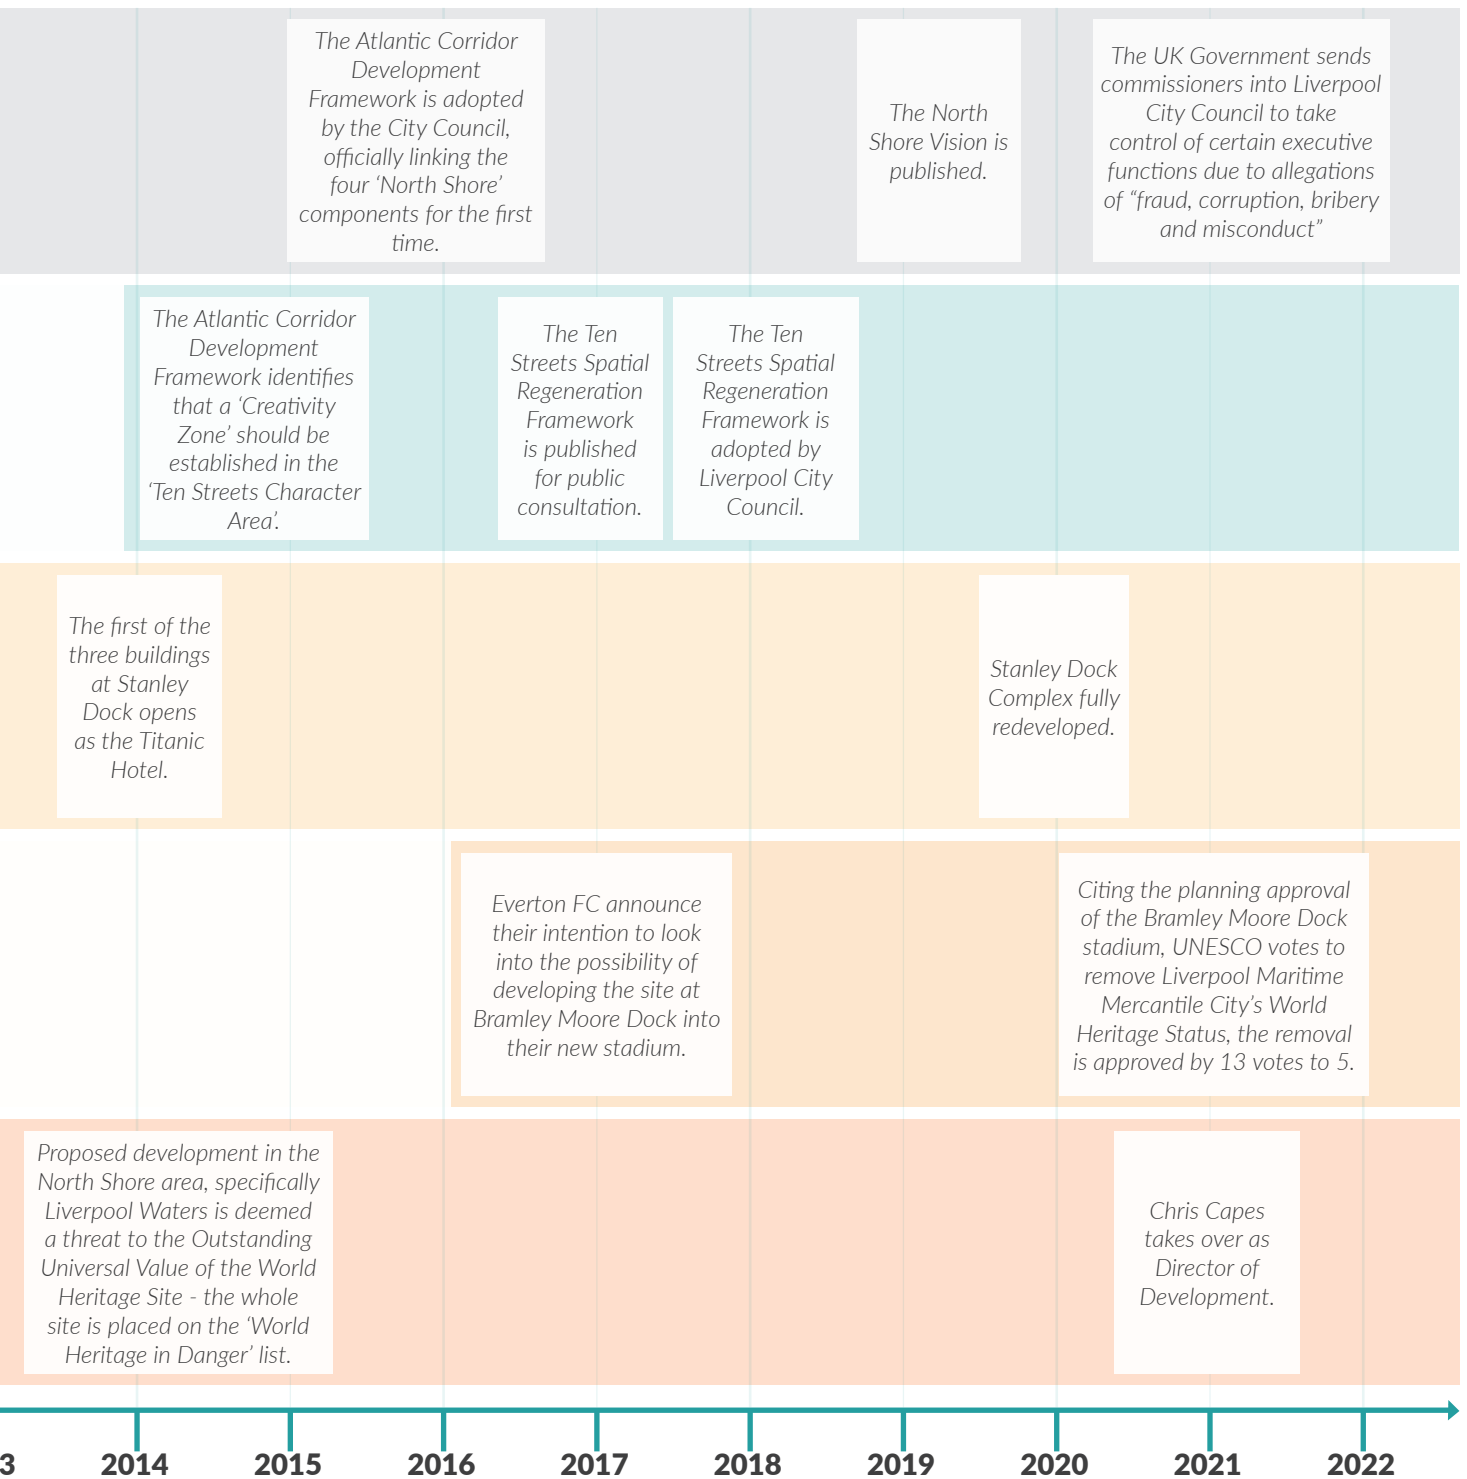 The Atlantic Corridor
Development
Framework is adopted
by the City Council,
officially linking the
four ‘North Shore’
components for the first
time.
The North
Shore Vision is
published.
The UK Government sends
commissioners into Liverpool
City Council to take
control of certain executive
functions due to allegations
of “fraud, corruption, bribery
and misconduct”
The Atlantic Corridor
Development
Framework identifies
that a ‘Creativity
Zone’ should be
established in the
‘Ten Streets Character
Area’.
The Ten
Streets Spatial
Regeneration
Framework
is published
for public
consultation.
The Ten
Streets Spatial
Regeneration
Framework is
adopted by
Liverpool City
Council.
The first of the
three buildings
at Stanley
Dock opens
as the Titanic
Hotel.
Stanley Dock
Complex fully
redeveloped.
Everton FC announce
their intention to look
into the possibility of
developing the site at
Bramley Moore Dock into
their new stadium.
Citing the planning approval
of the Bramley Moore Dock
stadium, UNESCO votes to
remove Liverpool Maritime
Mercantile City’s World
Heritage Status, the removal
is approved by 13 votes to 5.
Proposed development in the
North Shore area, specifically
Liverpool Waters is deemed
a threat to the Outstanding
Universal Value of the World
Heritage Site - the whole
site is placed on the ‘World
Heritage in Danger’ list.
Chris Capes
takes over as
Director of
Development.
3 2014 2015 2016 2017 2018 2019 2020 2021 2022